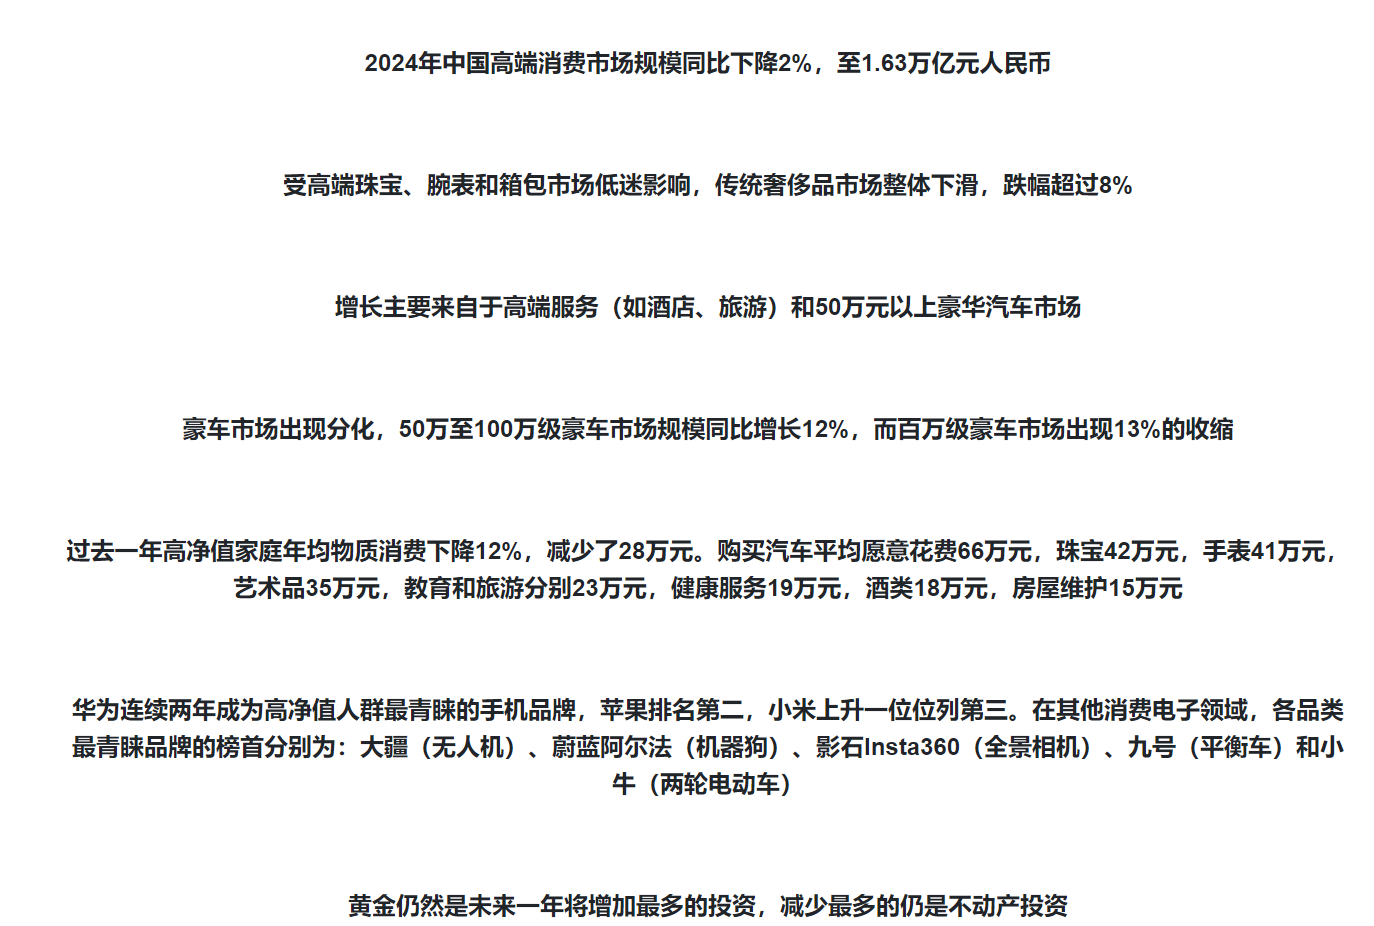 2024年中国高端消费市场规模同比下降2%，至1.63万亿元人民币
受高端珠宝、腕表和箱包市场低迷影响，传统奢侈品市场整体下滑，跌幅超过8%
增长主要来自于高端服务（如酒店、旅游）和50万元以上豪华汽车市场
豪车市场出现分化，50万至100万级豪车市场规模同比增长12%，而百万级豪车市场出现13%的收缩
过去一年高净值家庭年均物质消费下降12%，减少了28万元。购买汽车平均愿意花费66万元，珠宝42万元，手表41万元，
艺术品35万元，教育和旅游分别23万元，健康服务19万元，酒类18万元，房屋维护15万元
华为连续两年成为高净值人群最青睐的手机品牌，苹果排名第二，小米上升一位位列第三。在其他消费电子领域，各品类
最青睐品牌的榜首分别为：大疆（无人机）、蔚蓝阿尔法（机器狗）、影石Insta360（全景相机）、九号（平衡车）和小
牛（两轮电动车）
黄金仍然是未来一年将增加最多的投资，减少最多的仍是不动产投资